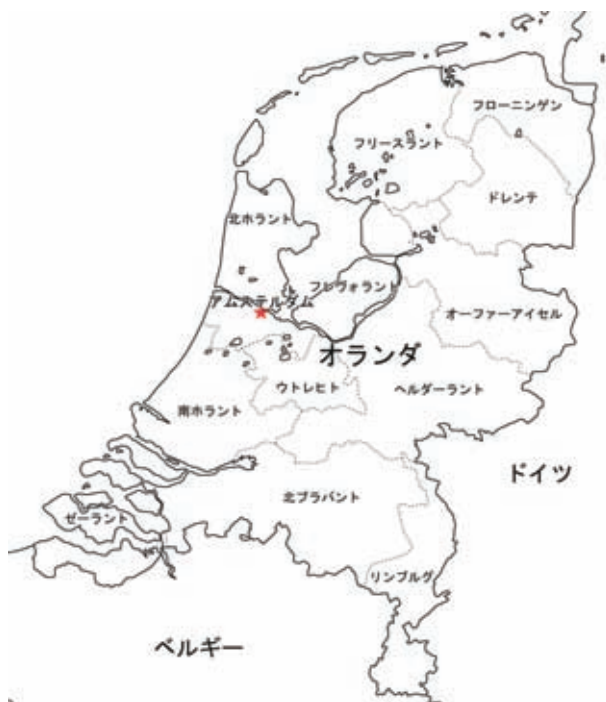 フローニンゲン
フリースラント
ドレンテ
北ホラント
フレヴォラント
アムステルダム
オーファーアイセル
オランダ
ウトレヒト
ヘルダーラント
南ホラント
ドイツ
北ブラバント
ゼーラント
リンブルグ
ベルギー